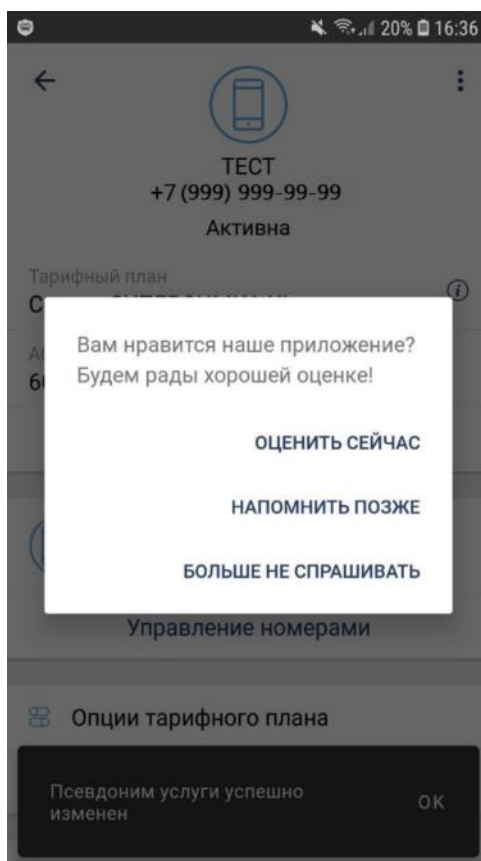 20% 16:36
ТЕСТ
+7 (999) 999-99-99
Активна
Тарифный план
Вам нравится наше приложение?
Будем рады хорошей оценке!
ОЦЕНИТЬ СЕЙЧАС
НАПОМНИТЬ ПОЗЖЕ
БОЛЬШЕ НЕ СПРАШИВАТЬ
Управление номерами
Опции тарифного плана
Псевдоним услуги успешно
изменен
OK